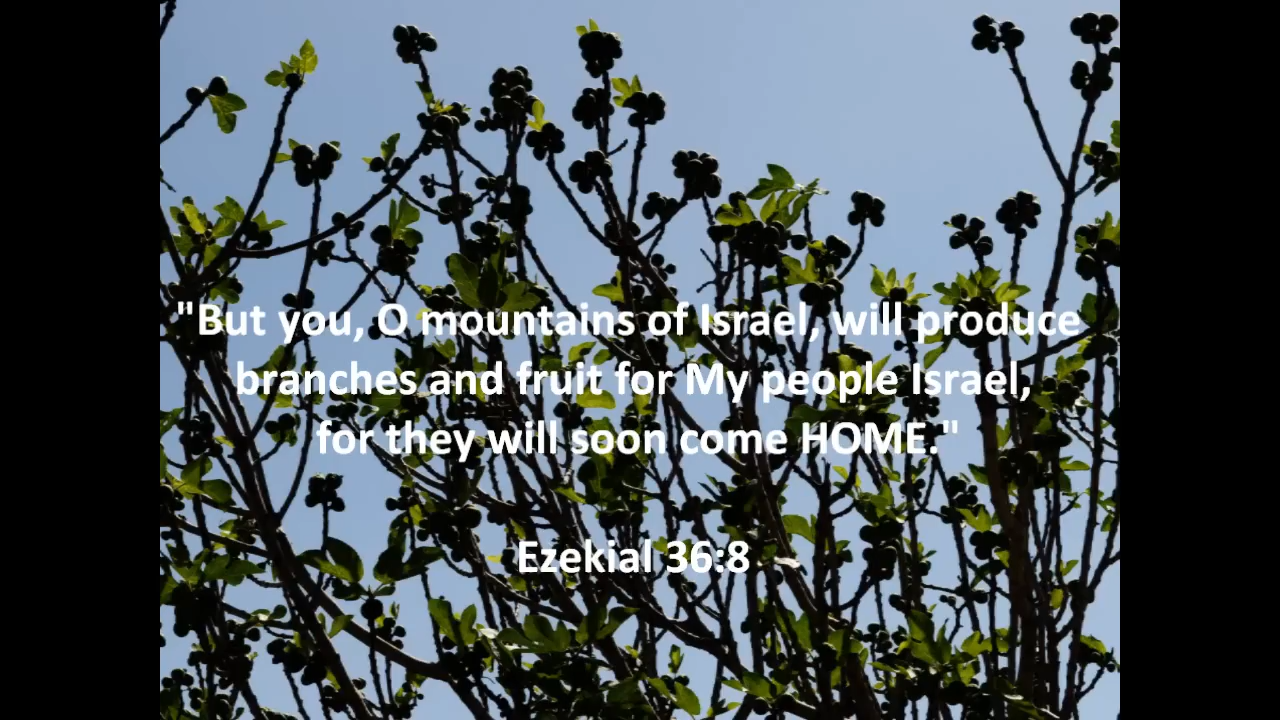 "But you, O mountains of Israel, will produce
branches and fruit for My people Israel,
for they will soon come HOME."
Ezekial 36:8